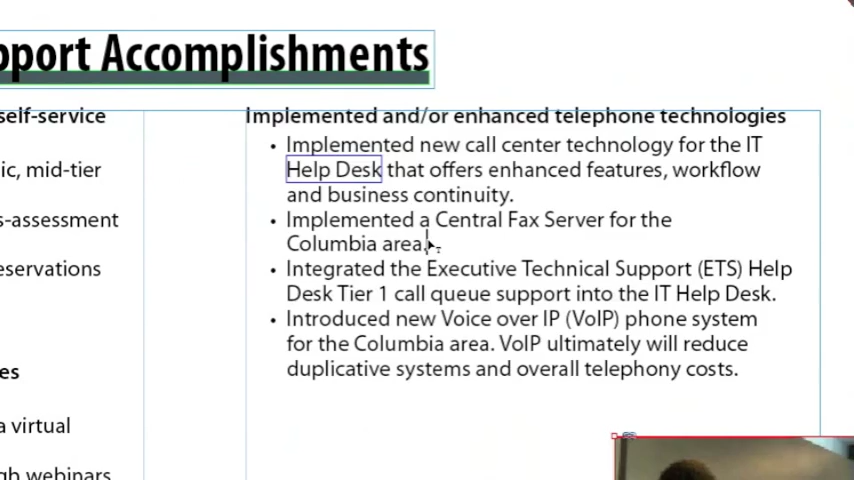 pport Accomplishments
self-service
ic, mid-tier
s-assessment
eservations
es
a virtual
gh webinars
Implemented and/or enhanced telephone technologies
• Implemented new call center technology for the IT
Help Desk that offers enhanced features, workflow
and business continuity.
• Implemented a Central Fax Server for the
Columbia area.
• Integrated the Executive Technical Support (ETS) Help
Desk Tier 1 call queue support into the IT Help Desk.
• Introduced new Voice over IP (VoIP) phone system
for the Columbia area. VoIP ultimately will reduce
duplicative systems and overall telephony costs.